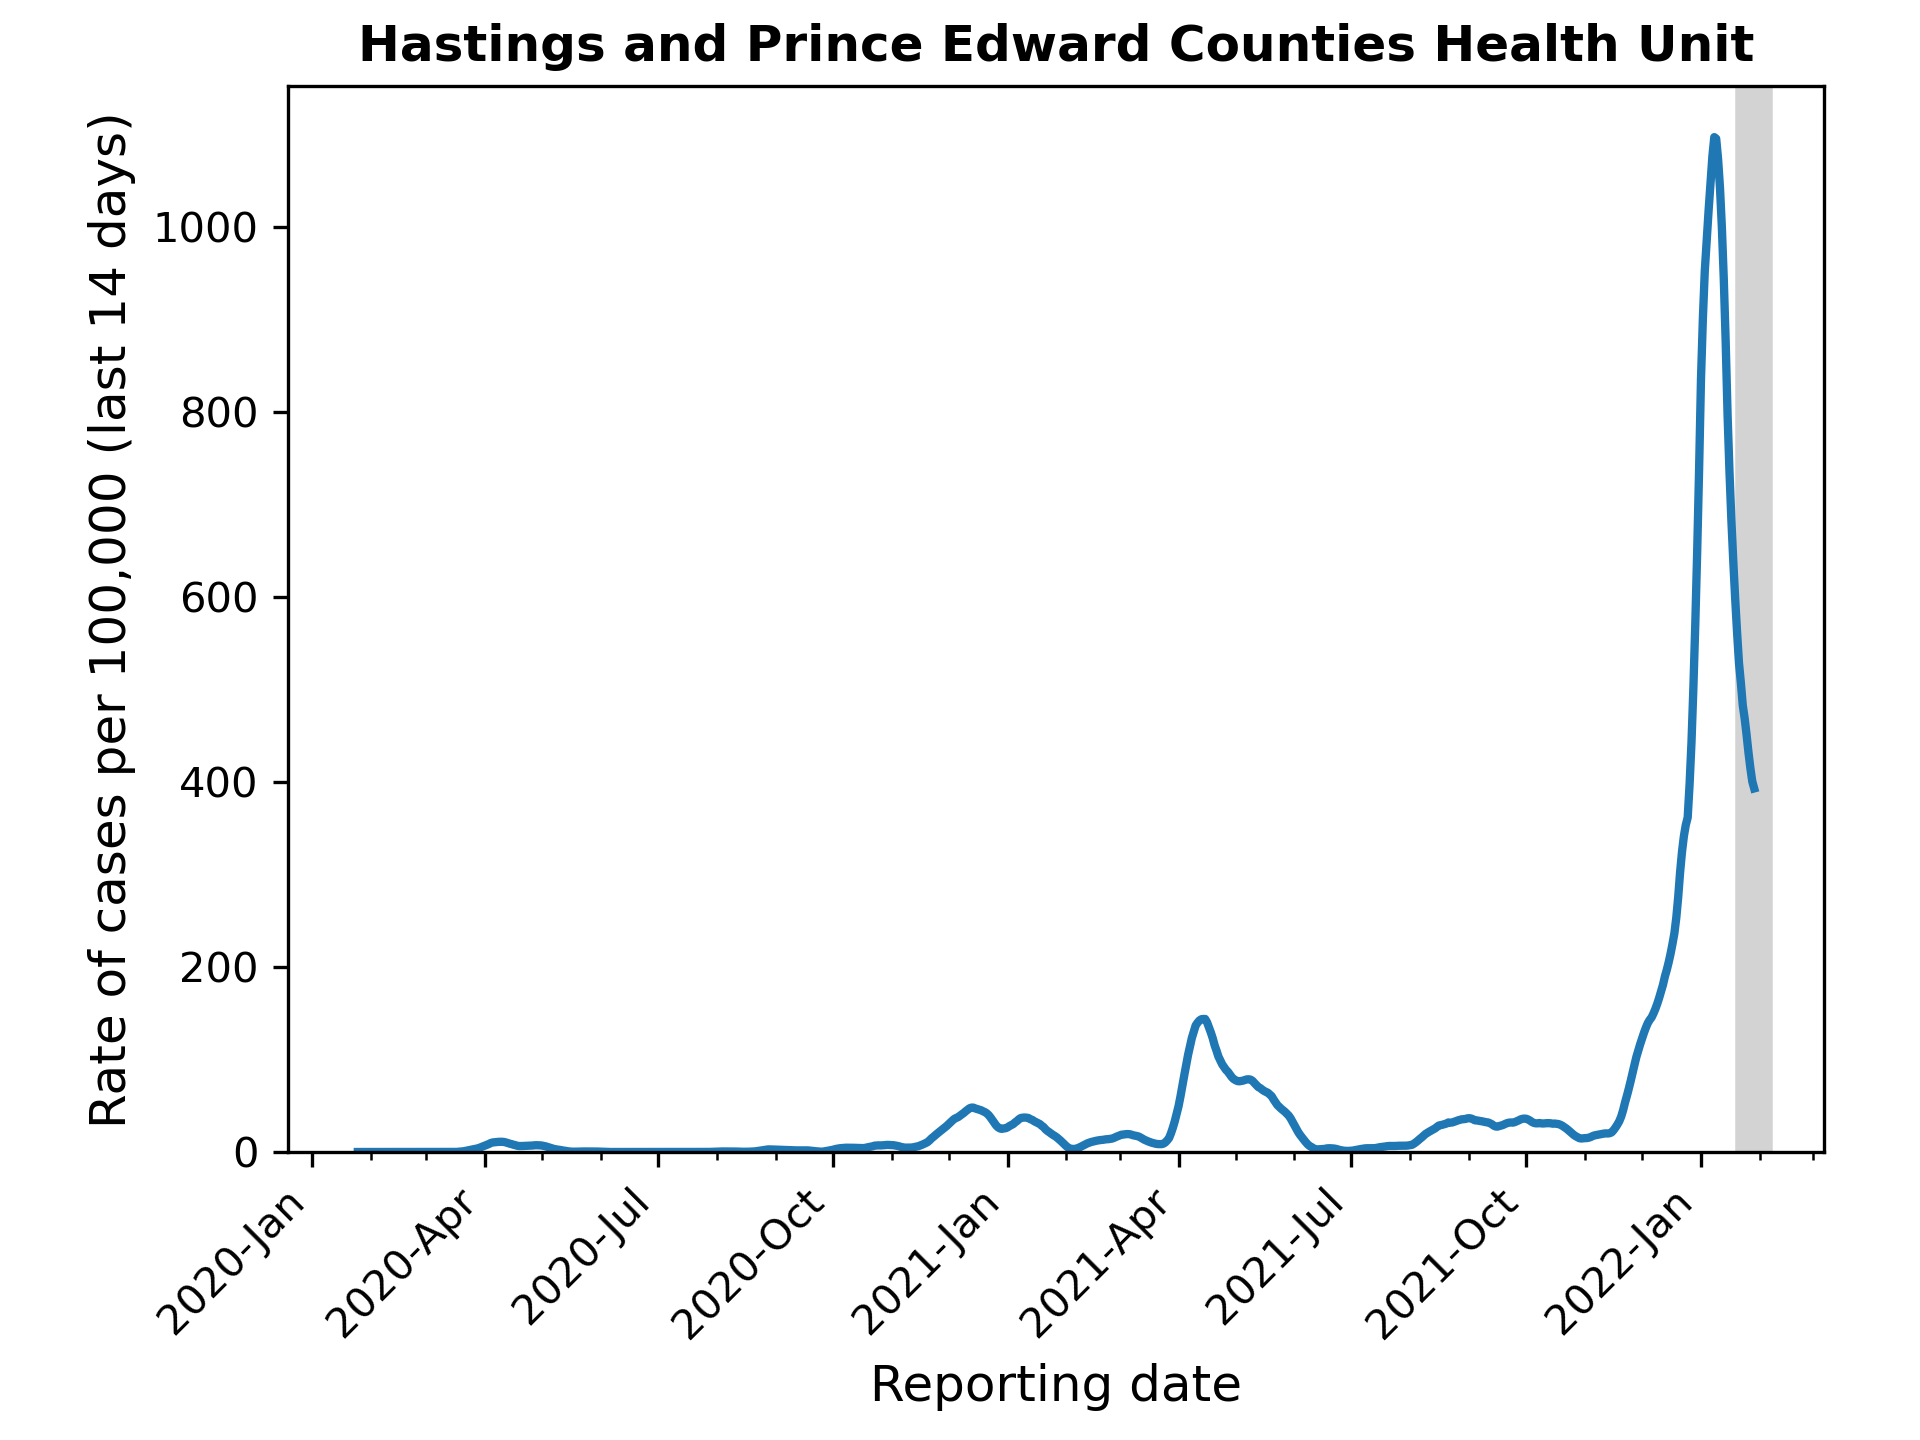 Hastings and Prince Edward Counties Health Unit
Rate of cases per 100,000 (last 14 days)
1000
800
600
400
200
0
2020-Jan
2020-Apr
2020-Jul
2020-Oct
2021-Jan
2021-Apr
2021-Jul
2021-Oct
2022-Jan
Reporting date